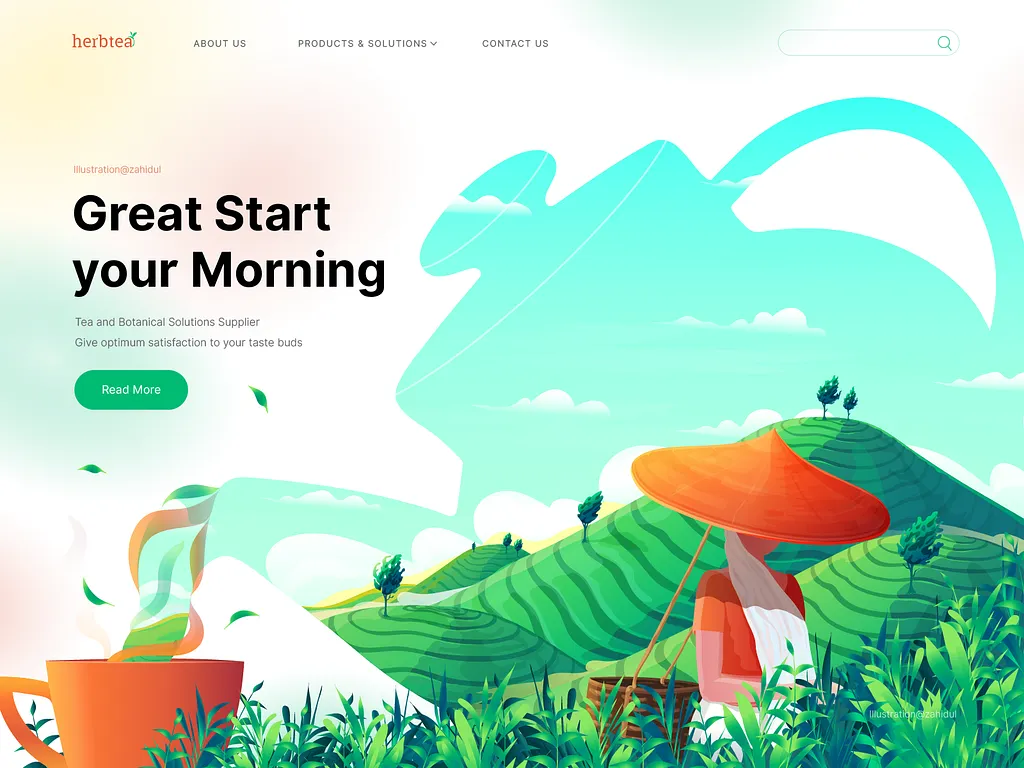 herbtea
ABOUT US
PRODUCTS & SOLUTIONS
CONTACT US
Illustration@zahidul
Great Start
your Morning
Tea and Botanical Solutions Supplier
Give optimum satisfaction to your taste buds
Read More
Illustration@zahidul